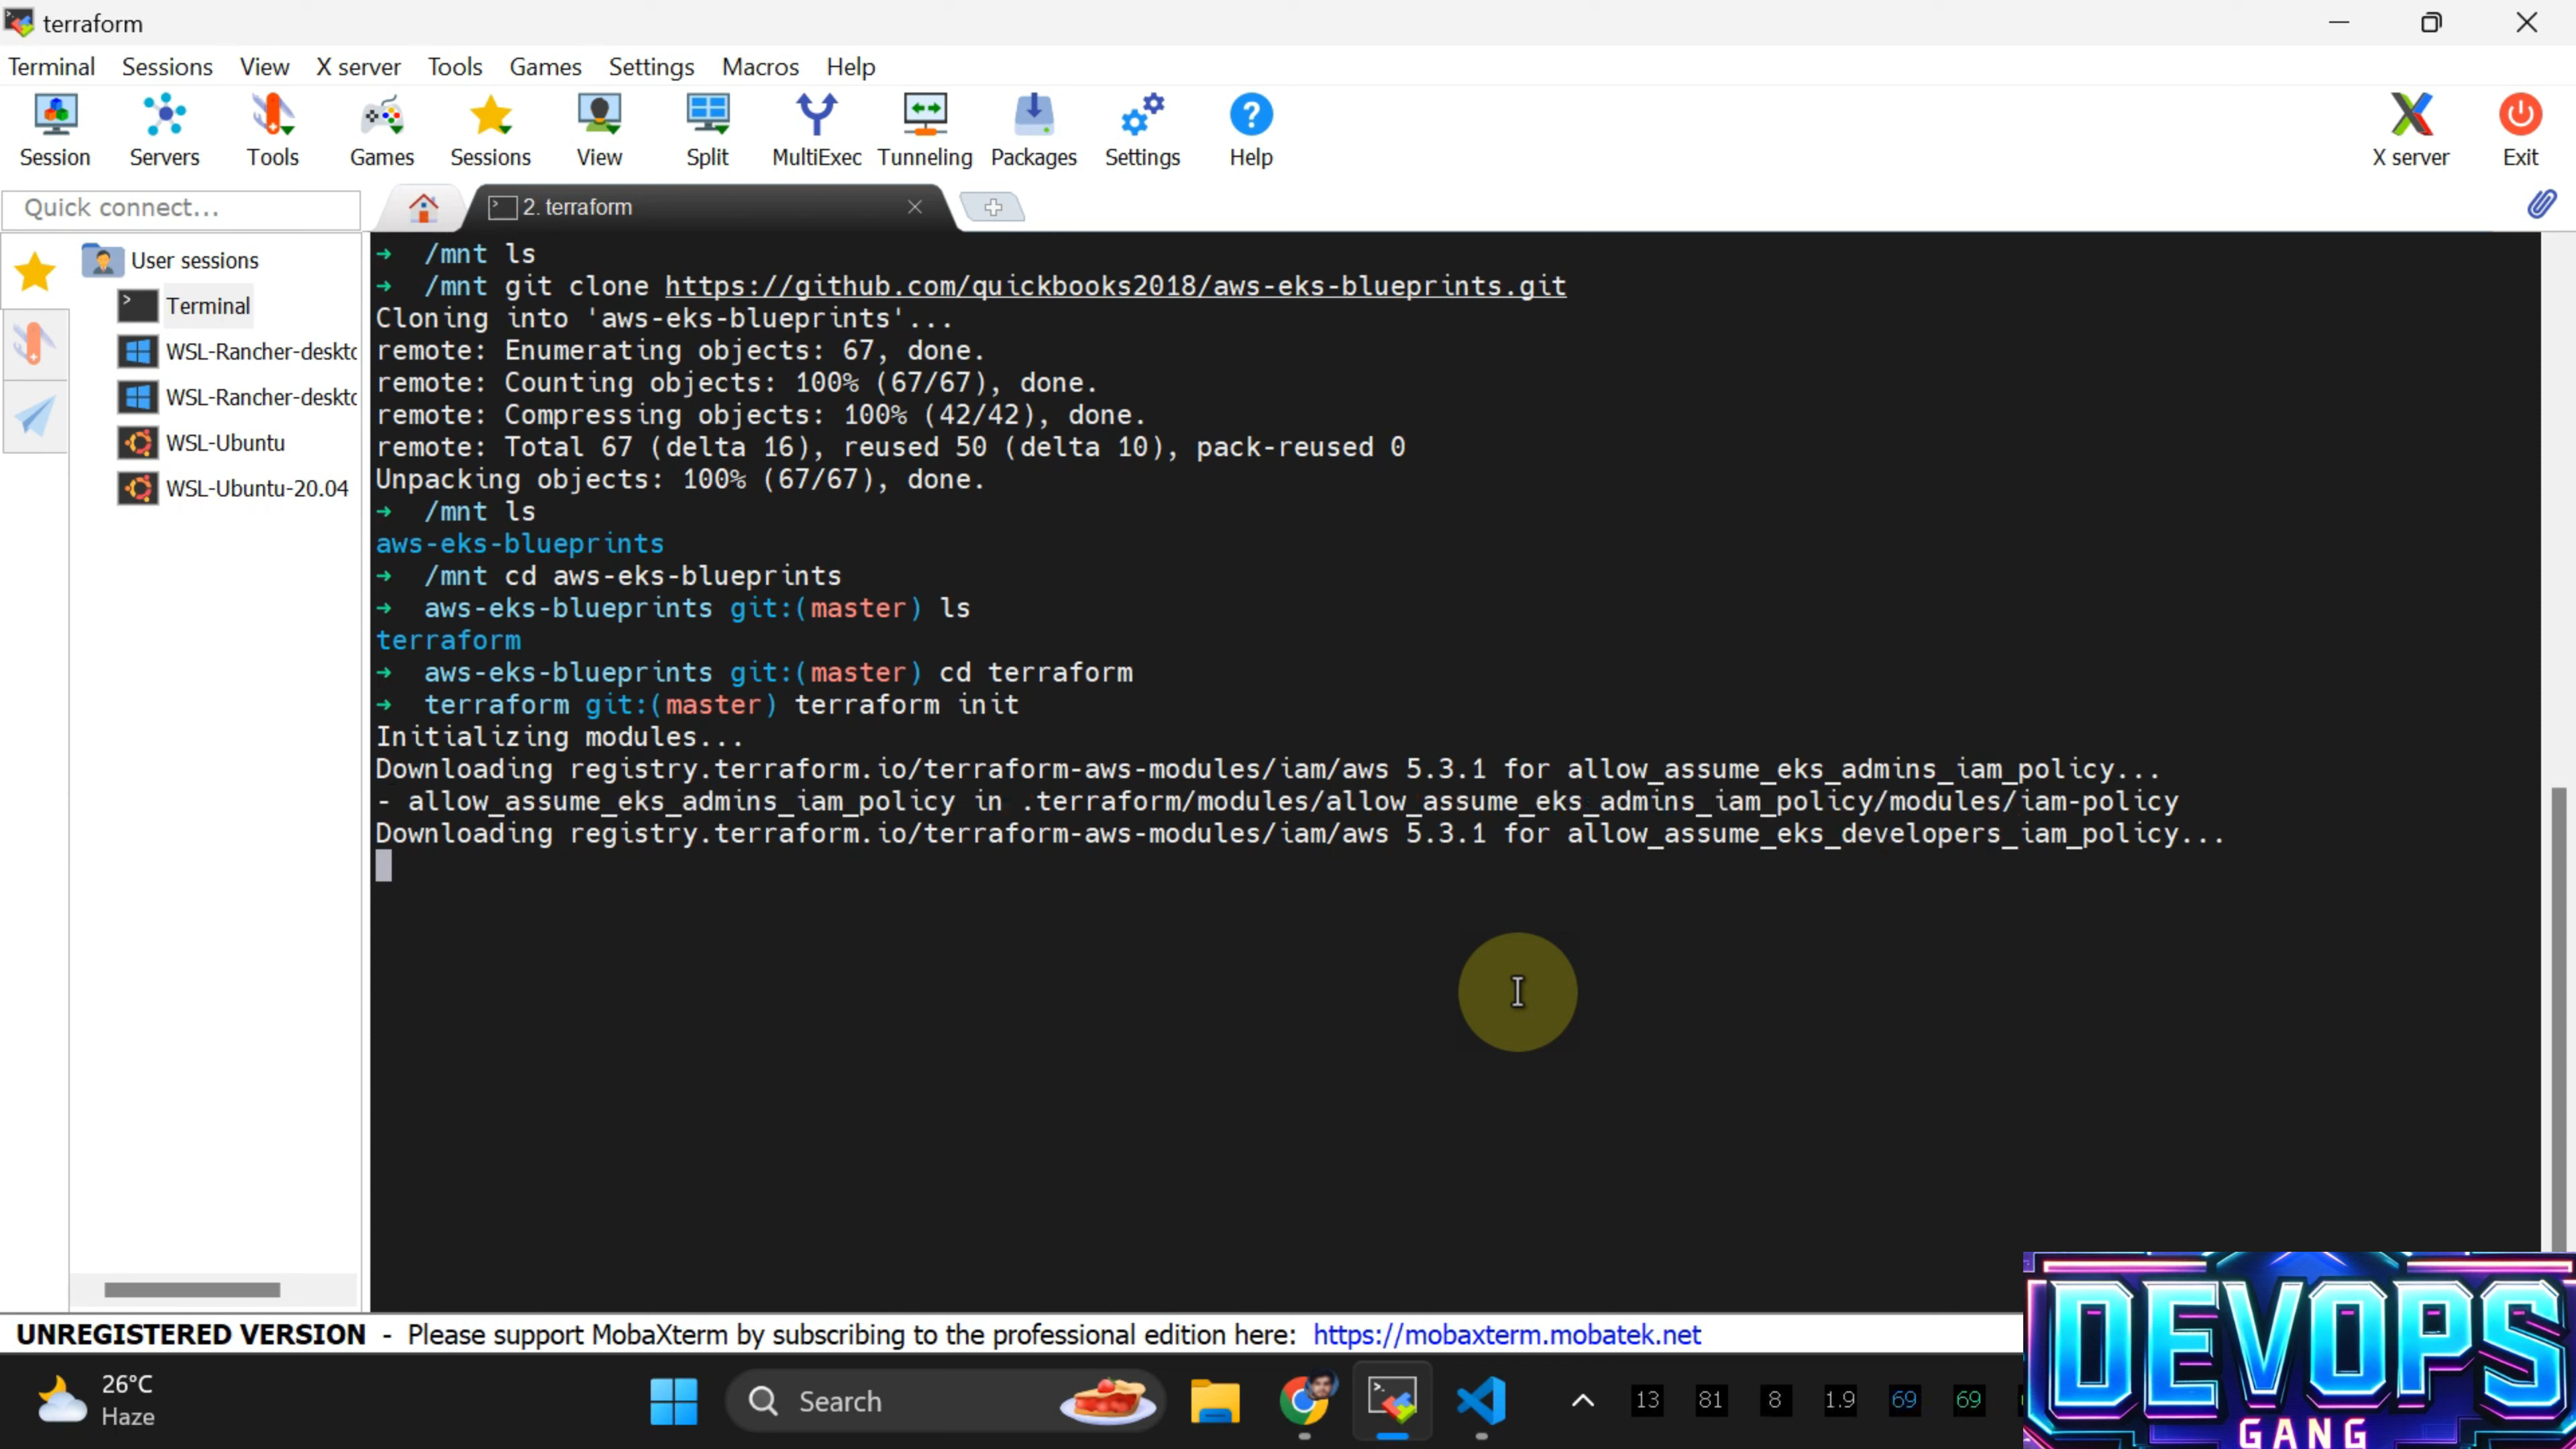 terraform
Terminal Sessions View X server Tools Games Settings Macros Help
Session Servers Tools Games Sessions View Split MultiExec Tunneling Packages Settings Help X server Exit
Quick connect...
2. terraform
User sessions
Terminal
WSL-Rancher-deskto
WSL-Rancher-deskto
WSL-Ubuntu
WSL-Ubuntu-20.04
➜ /mnt ls
➜ /mnt git clone https://github.com/quickbooks2018/aws-eks-blueprints.git
Cloning into 'aws-eks-blueprints'...
remote: Enumerating objects: 67, done.
remote: Counting objects: 100% (67/67), done.
remote: Compressing objects: 100% (42/42), done.
remote: Total 67 (delta 16), reused 50 (delta 10), pack-reused 0
Unpacking objects: 100% (67/67), done.
➜ /mnt ls
aws-eks-blueprints
➜ /mnt cd aws-eks-blueprints
➜ aws-eks-blueprints git:(master) ls
terraform
➜ aws-eks-blueprints git:(master) cd terraform
➜ terraform git:(master) terraform init
Initializing modules...
Downloading registry.terraform.io/terraform-aws-modules/iam/aws 5.3.1 for allow_assume_eks_admins_iam_policy...
- allow_assume_eks_admins_iam_policy in .terraform/modules/allow_assume_eks_admins_iam_policy/modules/iam-policy
Downloading registry.terraform.io/terraform-aws-modules/iam/aws 5.3.1 for allow_assume_eks_developers_iam_policy...
UNREGISTERED VERSION - Please support MobaXterm by subscribing to the professional edition here: https://mobaxterm.mobatek.net
26°C
Haze
Search
13 81 8 1.9 69 69
DEVOPS
GANG